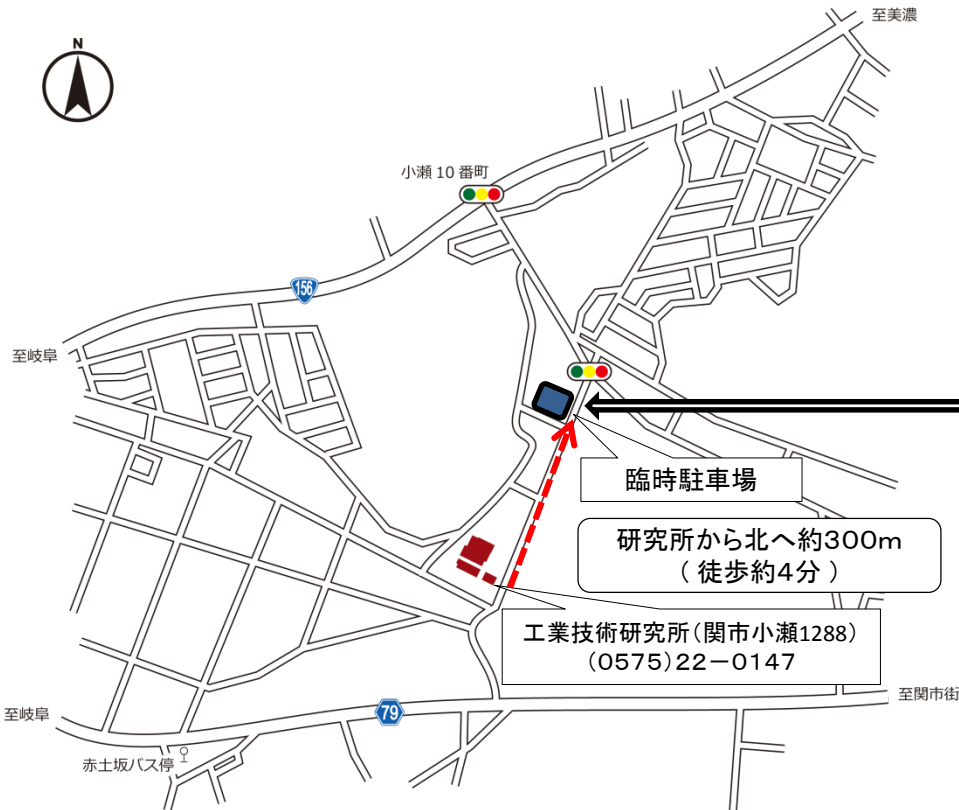 至美濃
N
小瀬10番町
156
至岐阜
臨時駐車場
研究所から北へ約300m
(徒歩約4分)
工業技術研究所(関市小瀬1288)
(0575)22-0147
至関市街
至岐阜
79
赤土坂バス停